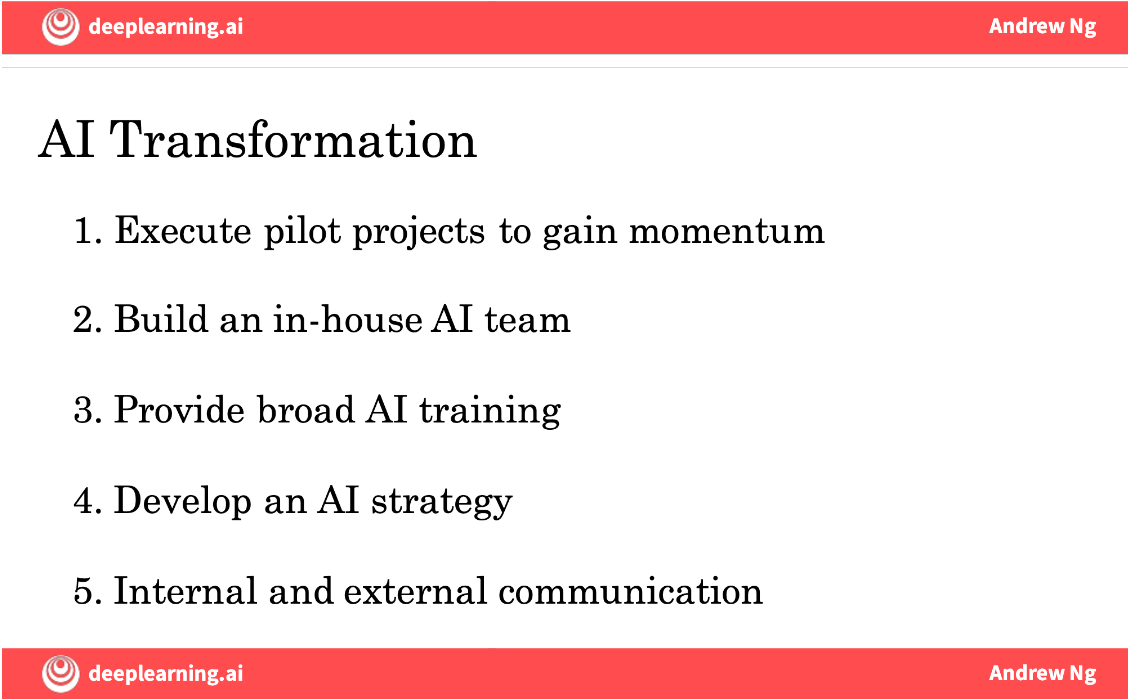 deeplearning.ai
Andrew Ng
AI Transformation
1. Execute pilot projects to gain momentum
2. Build an in-house AI team
3. Provide broad AI training
4. Develop an AI strategy
5. Internal and external communication
deeplearning.ai
Andrew Ng